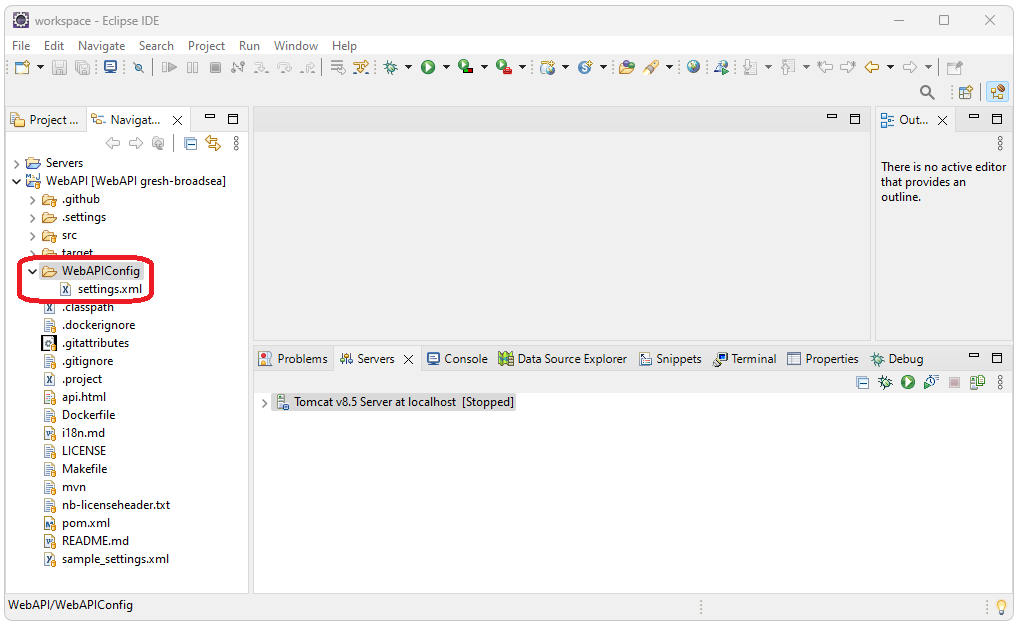 workspace - Eclipse IDE
File Edit Navigate Search Project Run Window Help
Project ... Navigat...
Servers
WebAPI [WebAPI gresh-broadsea]
.github
.settings
src
target
WebAPIConfig
settings.xml
.classpath
.dockerignore
.gitattributes
.gitignore
.project
api.html
Dockerfile
i18n.md
LICENSE
Makefile
mvn
nb-licenseheader.txt
pom.xml
README.md
sample_settings.xml
Out...
There is no active editor
that provides an
outline.
Problems Servers Console Data Source Explorer Snippets Terminal Properties Debug
Tomcat v8.5 Server at localhost [Stopped]
WebAPI/WebAPIConfig